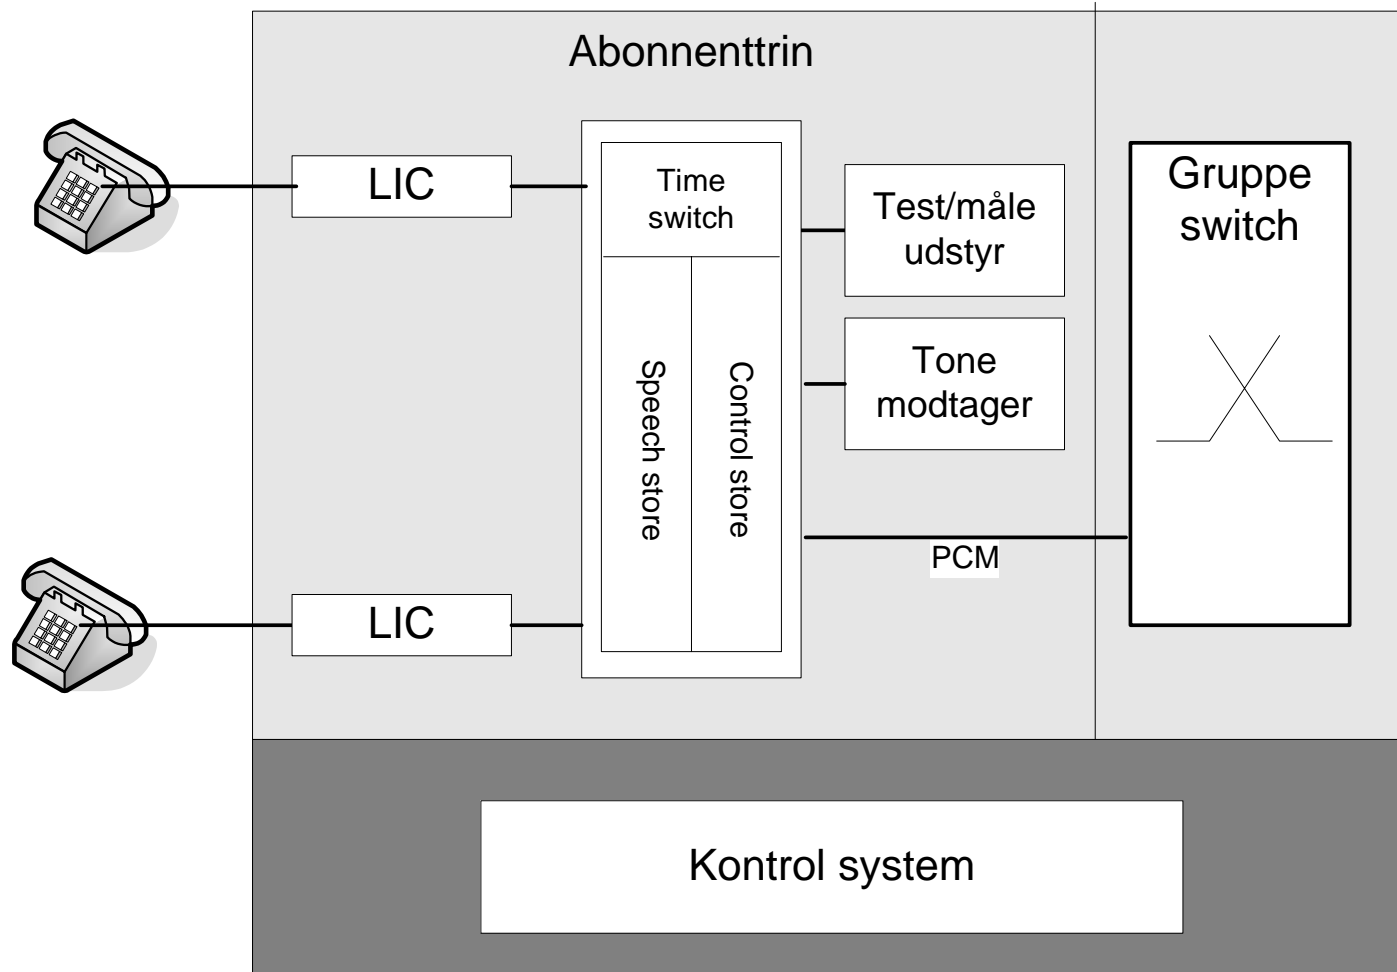 Abonnenttrin
LIC
Time
switch
Test/måle
udstyr
Gruppe
switch
Tone
modtager
Speech store
Control store
PCM
LIC
Kontrol system